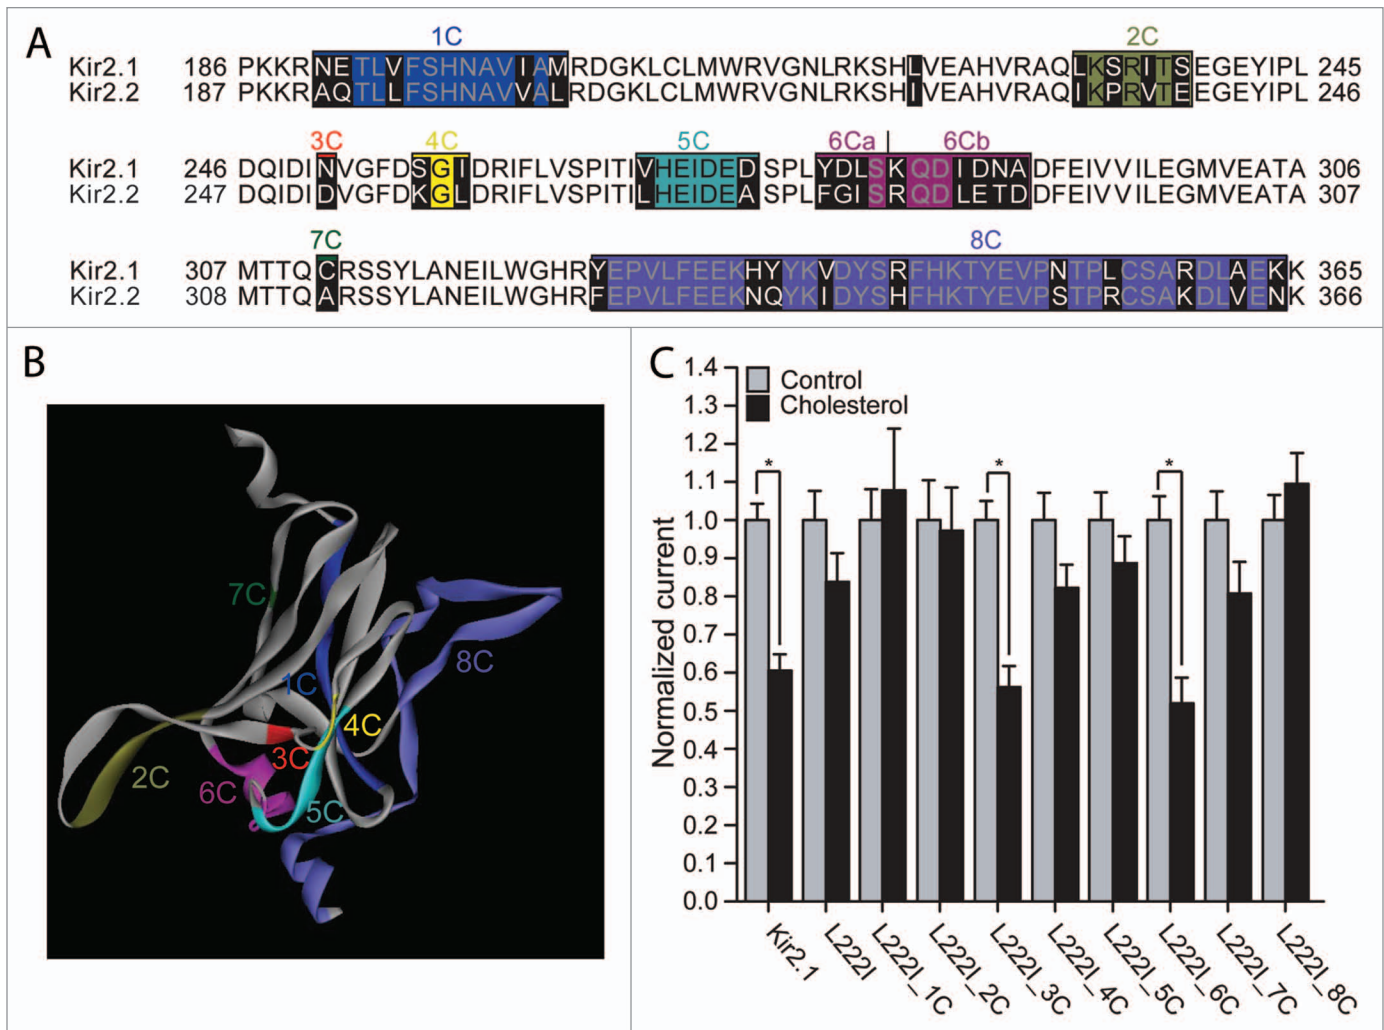 A
1C 2C
Kir2.1 186 PKKRNETLVFSHNAVIAMRDGKLCLMWRVGNLRKSHLVEAHVRAQLKSRITSEGEYIPL 245
Kir2.2 187 PKKRAQTLLFSHNAVVALRDGKLCLMWRVGNLRKSHIVEAHVRAQLIKPRVTEEGEYIPL 246
3C 4C 5C 6Ca | 6Cb
Kir2.1 246 DQIDINVGFDSGIDRIFLVSPITIVHEIDEDSPLYDLSKQDIDNADFEIVVILEGMVEATA 306
Kir2.2 247 DQIDIDVGFDKGLDRIFLVSPITILHEIDEASPLFGISRQDLETDDFEIVVILEGMVEATA 307
7C 8C
Kir2.1 307 MTTQCRSSYLANEILWGHRYEPVLFEEKHYYKVDYSRFHKTYEVPNTPLCSARDLAEKK 365
Kir2.2 308 MTTQARSSYLANEILWGHRFEPVLFEEKNQYKIDYSHFHKTYEVPSTPRCSAKDLVENK 366
B
7C
1C
8C
4C
3C
2C
6C
5C
C
Control
Cholesterol
Normalized current
1.4
1.3
1.2
1.1
1.0
0.9
0.8
0.7
0.6
0.5
0.4
0.3
0.2
0.1
0.0
* * *
Kir2.1
L222I
L222I_1C
L222I_2C
L222I_3C
L222I_4C
L222I_5C
L222I_6C
L222I_7C
L222I_8C